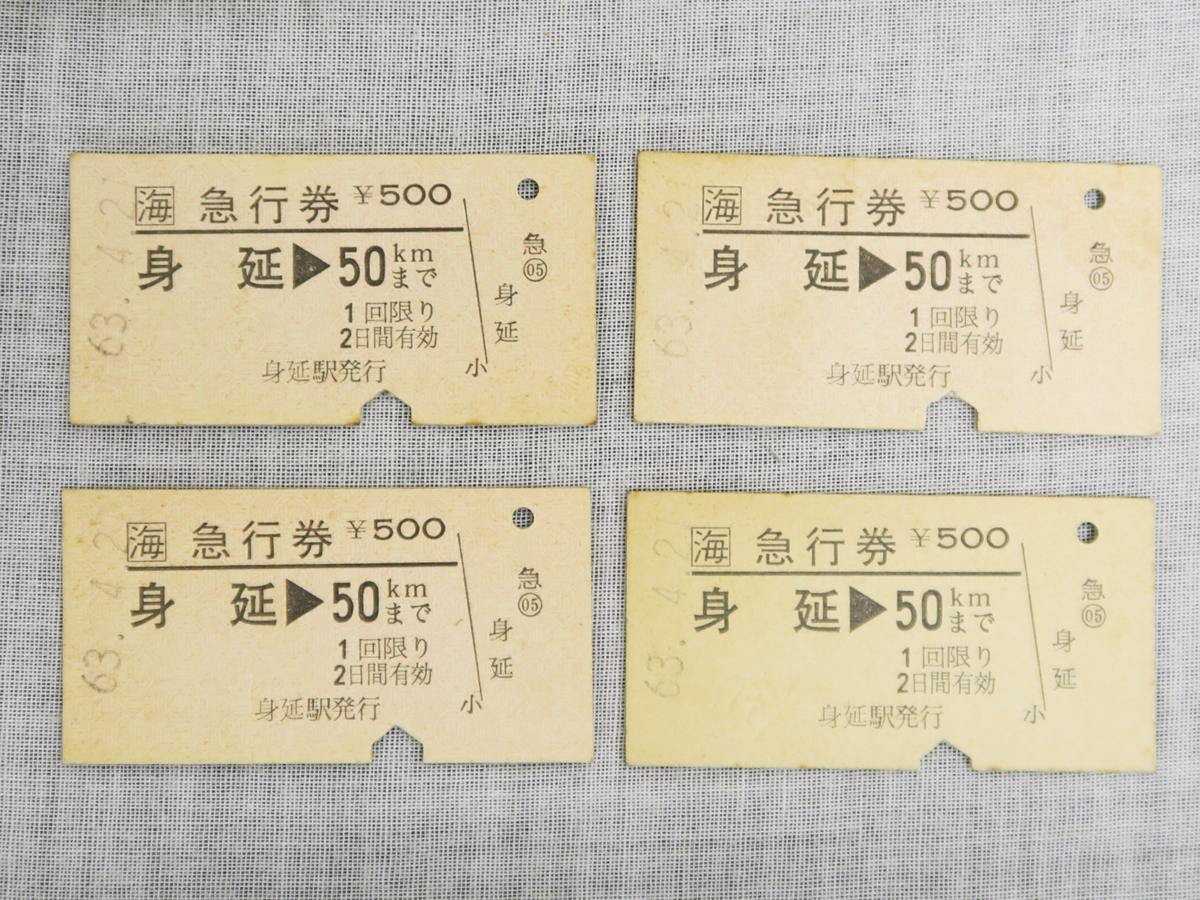 海 急行券 ¥500
身 延▶50kmまで
1回限り
2日間有効
身延駅発行
小
急
05
身延
63. 4. 2
海 急行券 ¥500
身 延▶50kmまで
1回限り
2日間有効
身延駅発行
小
急
05
身延
63. 4. 2
海 急行券 ¥500
身 延▶50kmまで
1回限り
2日間有効
身延駅発行
小
急
05
身延
63. 4. 2
海 急行券 ¥500
身 延▶50kmまで
1回限り
2日間有効
身延駅発行
小
急
05
身延
63. 4. 2